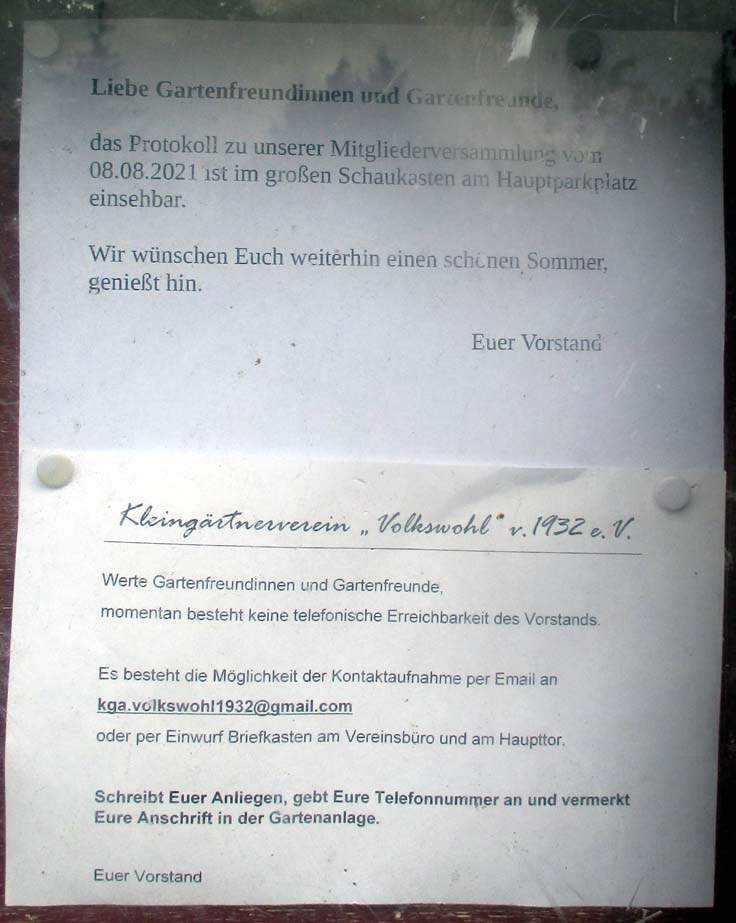 Liebe Gartenfreundinnen und Gartenfreunde,
das Protokoll zu unserer Mitgliederversammlung vom
08.08.2021 ist im großen Schaukasten am Hauptparkplatz
einsehbar.
Wir wünschen Euch weiterhin einen schönen Sommer,
genießt hin.
Euer Vorstand
Kleingärtnerverein „Volkswohl" v. 1932 e. V.
Werte Gartenfreundinnen und Gartenfreunde,
momentan besteht keine telefonische Erreichbarkeit des Vorstands.
Es besteht die Möglichkeit der Kontaktaufnahme per Email an
kga.volkswohl1932@gmail.com
oder per Einwurf Briefkasten am Vereinsbüro und am Haupttor.
Schreibt Euer Anliegen, gebt Eure Telefonnummer an und vermerkt
Eure Anschrift in der Gartenanlage.
Euer Vorstand